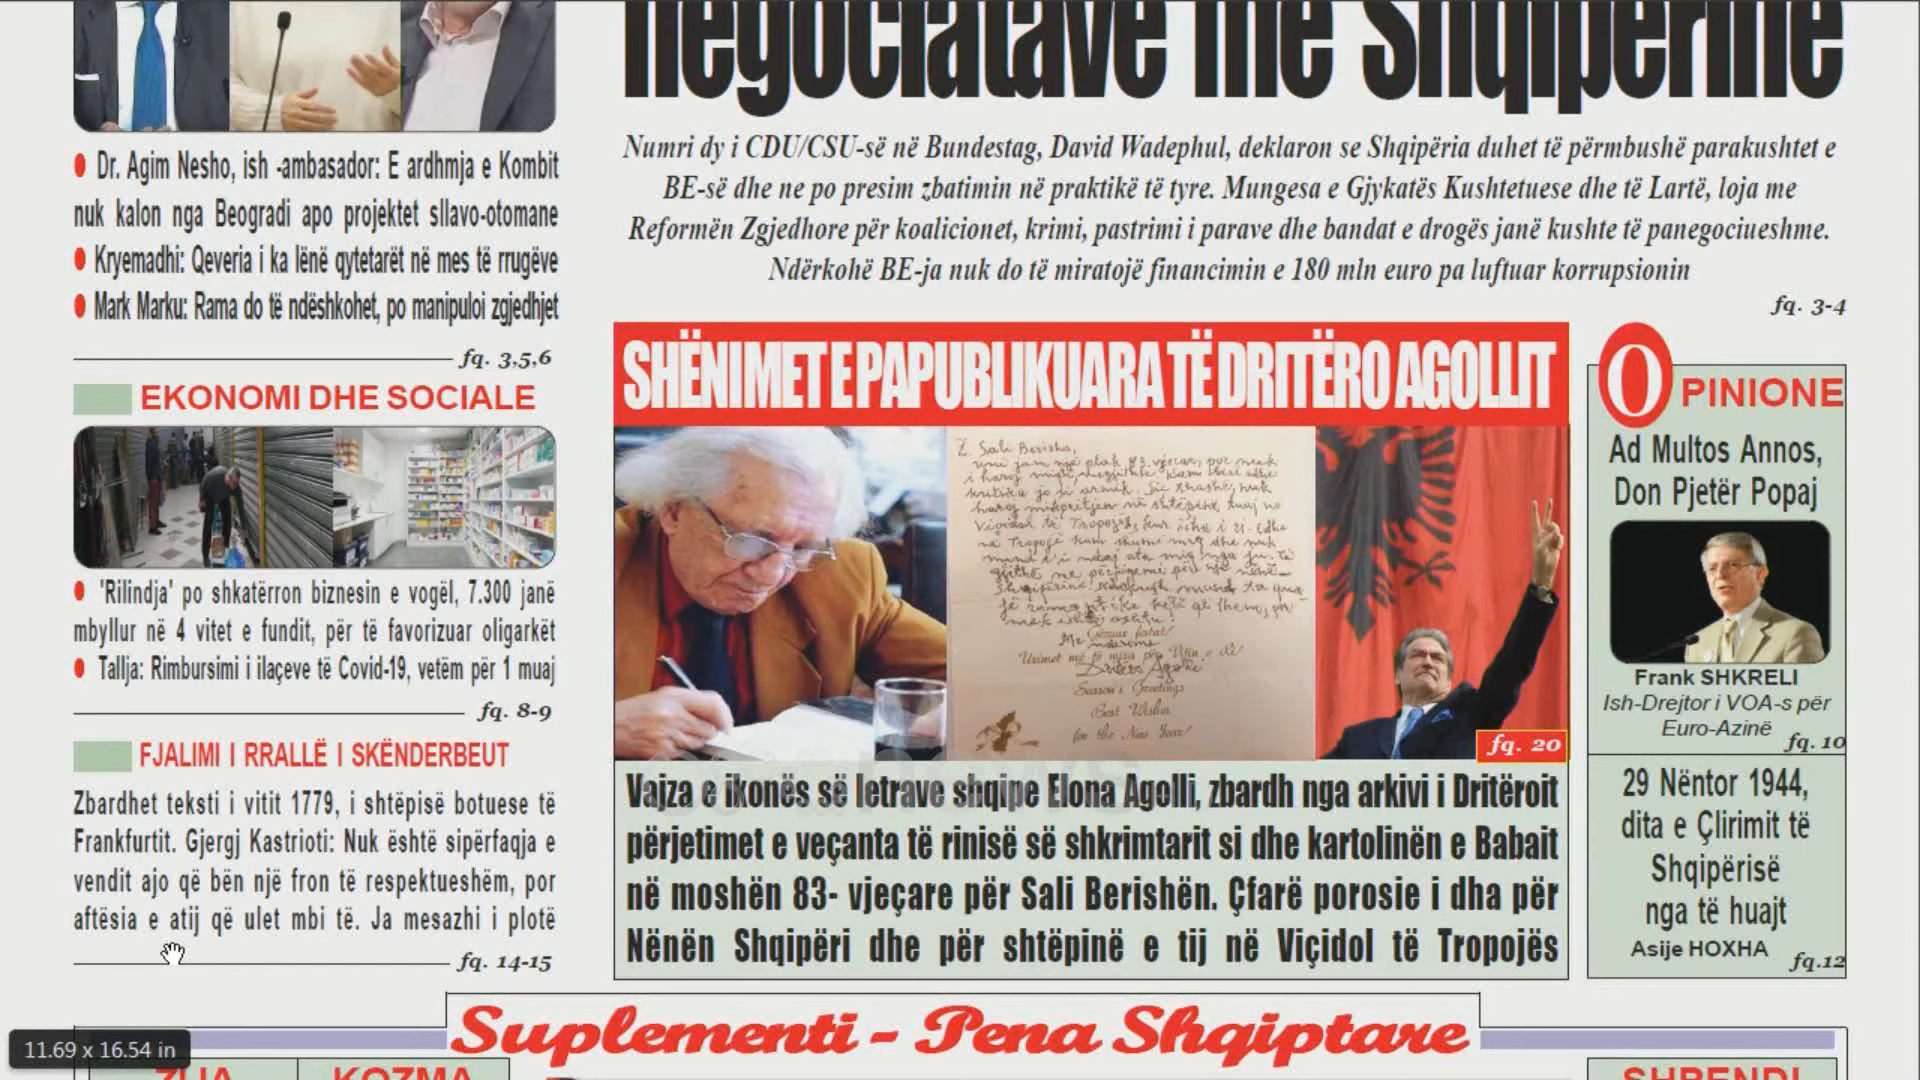 negociatave me Shqipërinë
Numri dy i CDU/CSU-së në Bundestag, David Wadephul, deklaron se Shqipëria duhet të përmbushë parakushtet e
BE-së dhe ne po presim zbatimin në praktikë të tyre. Mungesa e Gjykatës Kushtetuese dhe të Lartë, loja me
Reformën Zgjedhore për koalicionet, krimi, pastrimi i parave dhe bandat e drogës janë kushte të panegociueshme.
Ndërkohë BE-ja nuk do të miratojë financimin e 180 mln euro pa luftuar korrupsionin
fq. 3-4
Dr. Agim Nesho, ish -ambasador: E ardhmja e Kombit
nuk kalon nga Beogradi apo projektet sllavo-otomane
Kryemadhi: Qeveria i ka lënë qytetarët në mes të rrugëve
Mark Marku: Rama do të ndëshkohet, po manipuloi zgjedhjet
fq. 3,5,6
EKONOMI DHE SOCIALE
'Rilindja' po shkatërron biznesin e vogël, 7.300 janë
mbyllur në 4 vitet e fundit, për të favorizuar oligarkët
Tallja: Rimbursimi i ilaçeve të Covid-19, vetëm për 1 muaj
fq. 8-9
FJALIMI I RRALLË I SKËNDERBEUT
Zbardhet teksti i vitit 1779, i shtëpisë botuese të
Frankfurtit. Gjergj Kastrioti: Nuk është sipërfaqja e
vendit ajo që bën një fron të respektueshëm, por
aftësia e atij që ulet mbi të. Ja mesazhi i plotë
fq. 14-15
SHËNIMET E PAPUBLIKUARA TË DRITËRO AGOLLIT
Z. Sali Berisha,
Gëzuar festat!
Season's Greetings
Best Wishes
for the New Year!
fq. 20
Vajza e ikonës së letrave shqipe Elona Agolli, zbardh nga arkivi i Dritëroit
përjetimet e veçanta të rinisë së shkrimtarit si dhe kartolinën e Babait
në moshën 83- vjeçare për Sali Berishën. Çfarë porosie i dha për
Nënën Shqipëri dhe për shtëpinë e tij në Viçidol të Tropojës
OPINIONE
Ad Multos Annos,
Don Pjetër Popaj
Frank SHKRELI
Ish-Drejtor i VOA-s për
Euro-Azinë
fq. 10
29 Nëntor 1944,
dita e Çlirimit të
Shqipërisë
nga të huajt
Asije HOXHA
fq.12
Suplementi - Pena Shqiptare
11.69 x 16.54 in
ZIJA
KOZMA
SHPENDI